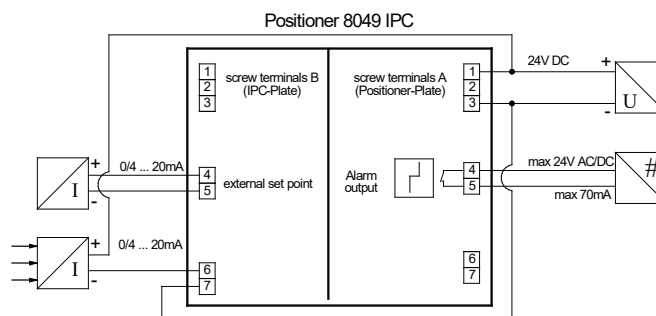 Positioner 8049 IPC
1
2
3
screw terminals B
(IPC-Plate)
screw terminals A
(Positioner-Plate)
1
2
3
24V DC
+
-
U
+
-
I
0/4 ... 20mA
4
5
external set point
Alarm
output
4
5
max 24V AC/DC
max 70mA
#
+
-
I
0/4 ... 20mA
6
7
6
7